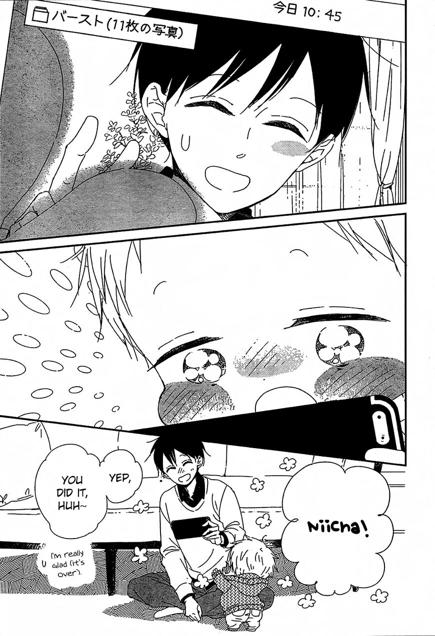 今日 10:45
バースト(11枚の写真)
Niicha!
YEP,
YOU
DID IT,
HUH~
I'm really
glad (it's
over).